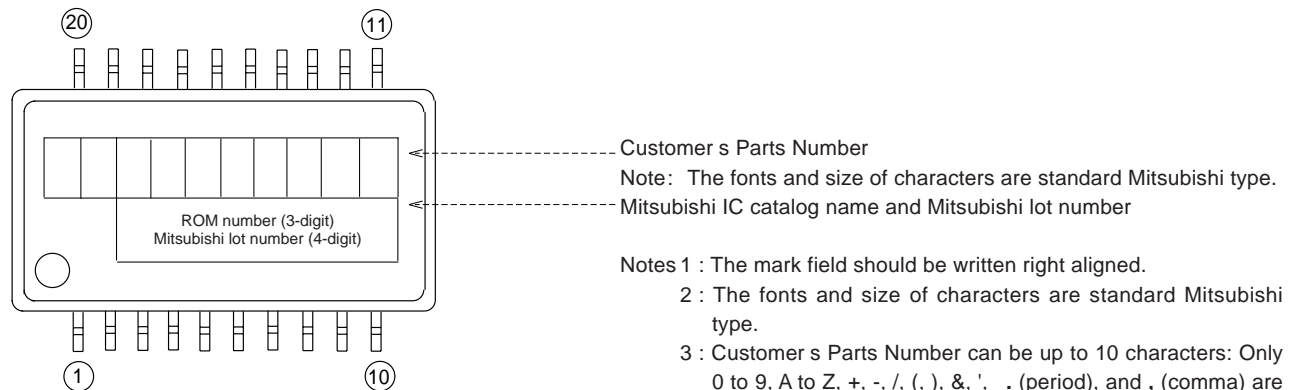 20
11
Customer s Parts Number
Note: The fonts and size of characters are standard Mitsubishi type.
Mitsubishi IC catalog name and Mitsubishi lot number
ROM number (3-digit)
Mitsubishi lot number (4-digit)
Notes 1 : The mark field should be written right aligned.
2 : The fonts and size of characters are standard Mitsubishi
type.
3 : Customer s Parts Number can be up to 10 characters: Only
0 to 9, A to Z, +, -, /, (, ), &, ', . (period), and , (comma) are
1
10